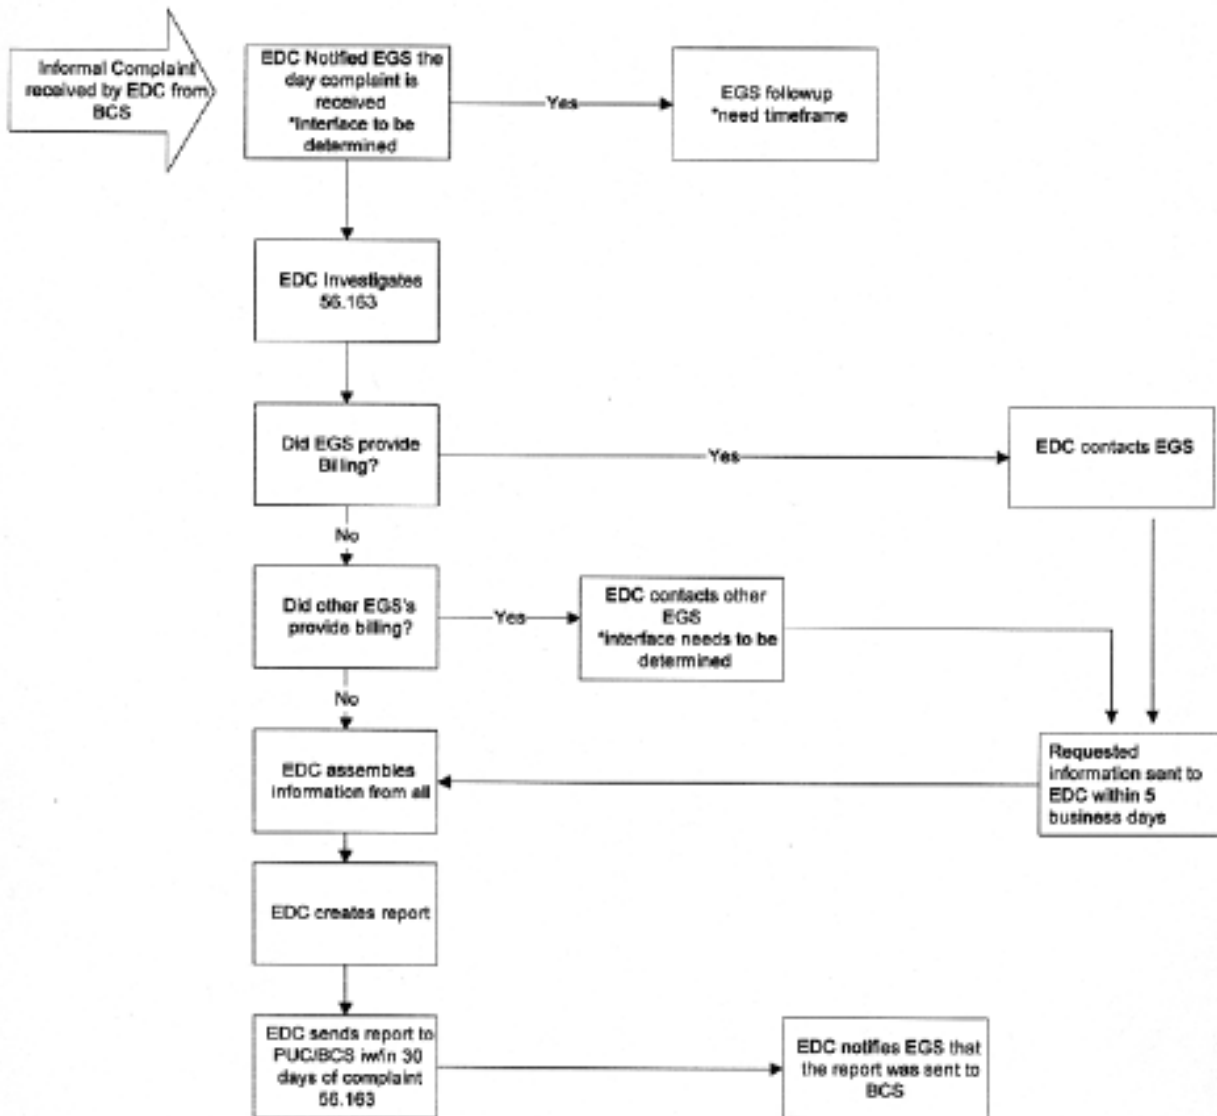 Informal Complaint
received by EDC from
BCS
EDC Notified EGS the
day complaint is
received
*Interface to be
determined
Yes
EGS followup
*need timeframe
EDC Investigates
56.163
Did EGS provide
Billing?
Yes
EDC contacts EGS
No
Did other EGS's
provide billing?
Yes
EDC contacts other
EGS
*interface needs to be
determined
No
EDC assembles
information from all
Requested
information sent to
EDC within 5
business days
EDC creates report
EDC sends report to
PUC/BCS iw/in 30
days of complaint
56.163
EDC notifies EGS that
the report was sent to
BCS